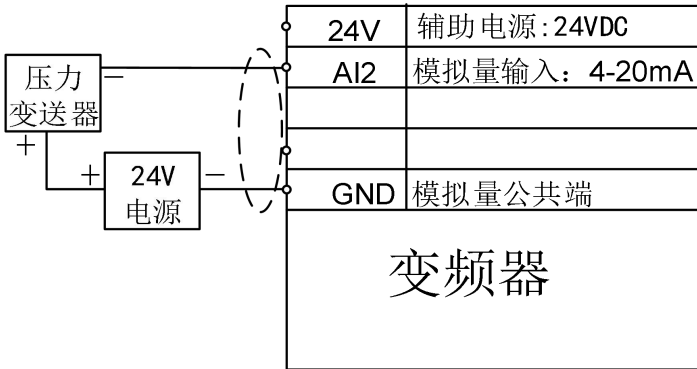 24V 辅助电源:24VDC
AI2 模拟量输入：4-20mA
压力
变送器
－
+
+ 24V －
电源
GND 模拟量公共端
变频器